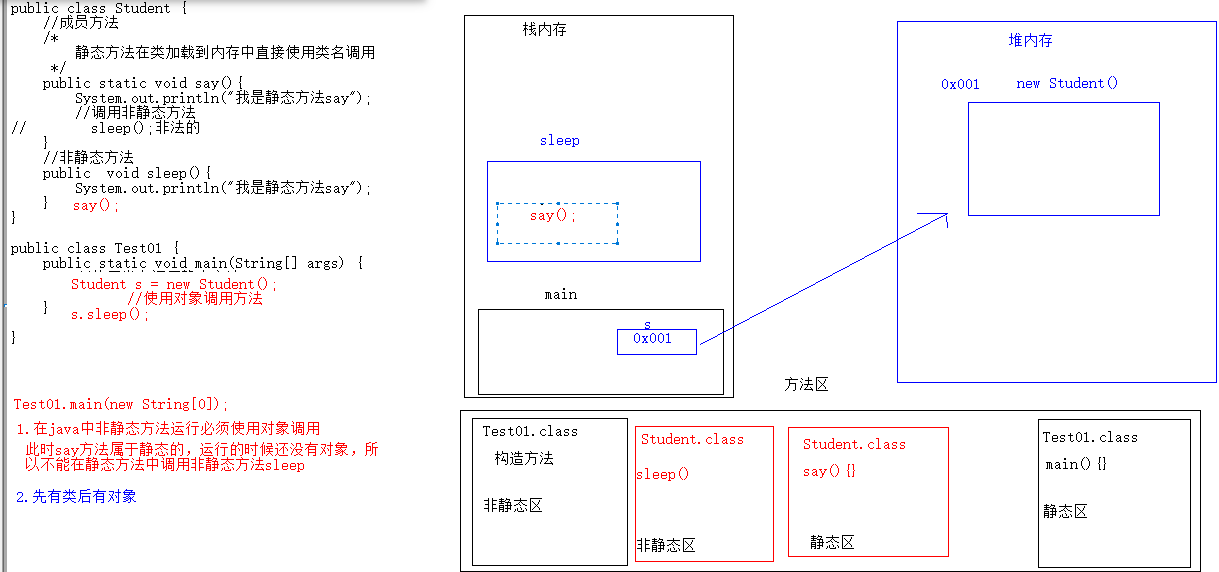 public class Student {
//成员方法
/*
静态方法在类加载到内存中直接使用类名调用
*/
public static void say(){
System.out.println("我是静态方法say");
//调用非静态方法
// sleep();非法的
}
//非静态方法
public void sleep(){
System.out.println("我是静态方法say");
} say();
}
public class Test01 {
public static void main(String[] args) {
Student s = new Student();
//使用对象调用方法
} s.sleep();
}
Test01.main(new String[0]);
1.在java中非静态方法运行必须使用对象调用
此时say方法属于静态的，运行的时候还没有对象，所
以不能在静态方法中调用非静态方法sleep
2.先有类后有对象
栈内存
sleep
say();
main
s
0x001
堆内存
0x001 new Student()
方法区
Test01.class
构造方法
非静态区
Student.class
sleep()
非静态区
Student.class
say(){}
静态区
Test01.class
main(){}
静态区